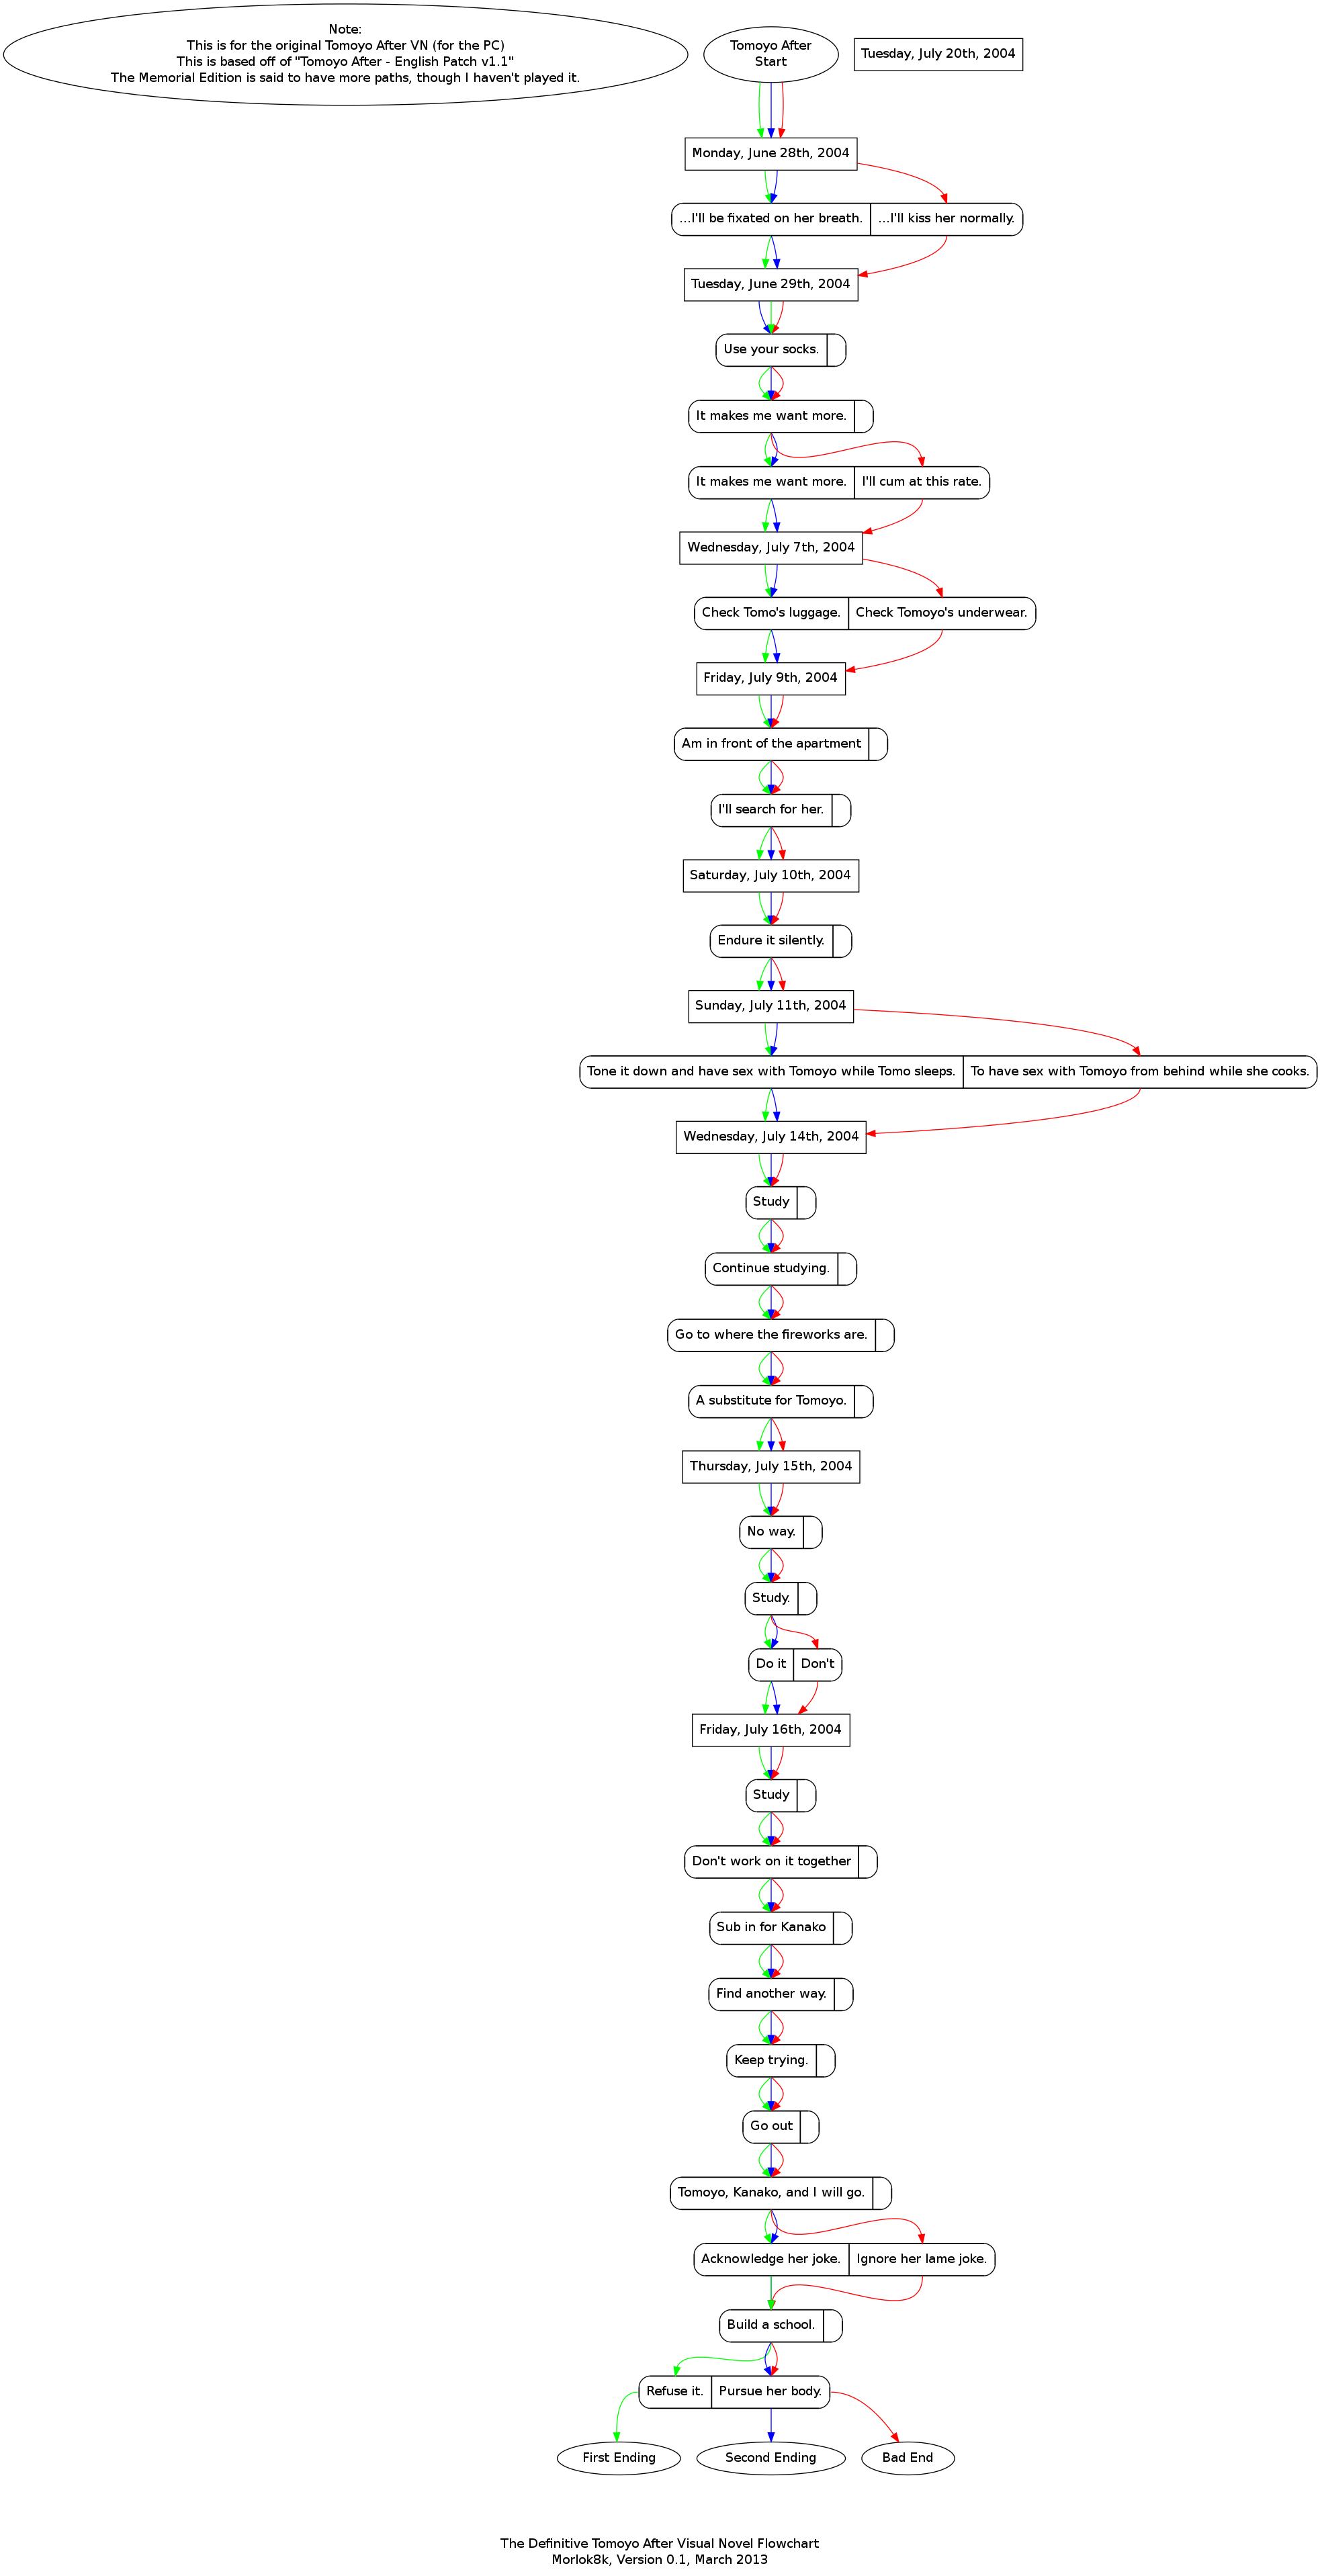 Note:
This is for the original Tomoyo After VN (for the PC)
This is based off of "Tomoyo After - English Patch v1.1"
The Memorial Edition is said to have more paths, though I haven't played it.
Tomoyo After
Start
Tuesday, July 20th, 2004
Monday, June 28th, 2004
...I'll be fixated on her breath.
...I'll kiss her normally.
Tuesday, June 29th, 2004
Use your socks.
It makes me want more.
It makes me want more.
I'll cum at this rate.
Wednesday, July 7th, 2004
Check Tomo's luggage.
Check Tomoyo's underwear.
Friday, July 9th, 2004
Am in front of the apartment
I'll search for her.
Saturday, July 10th, 2004
Endure it silently.
Sunday, July 11th, 2004
Tone it down and have sex with Tomoyo while Tomo sleeps.
To have sex with Tomoyo from behind while she cooks.
Wednesday, July 14th, 2004
Study
Continue studying.
Go to where the fireworks are.
A substitute for Tomoyo.
Thursday, July 15th, 2004
No way.
Study.
Do it
Don't
Friday, July 16th, 2004
Study
Don't work on it together
Sub in for Kanako
Find another way.
Keep trying.
Go out
Tomoyo, Kanako, and I will go.
Acknowledge her joke.
Ignore her lame joke.
Build a school.
Refuse it.
Pursue her body.
First Ending
Second Ending
Bad End
The Definitive Tomoyo After Visual Novel Flowchart
Morlok8k, Version 0.1, March 2013